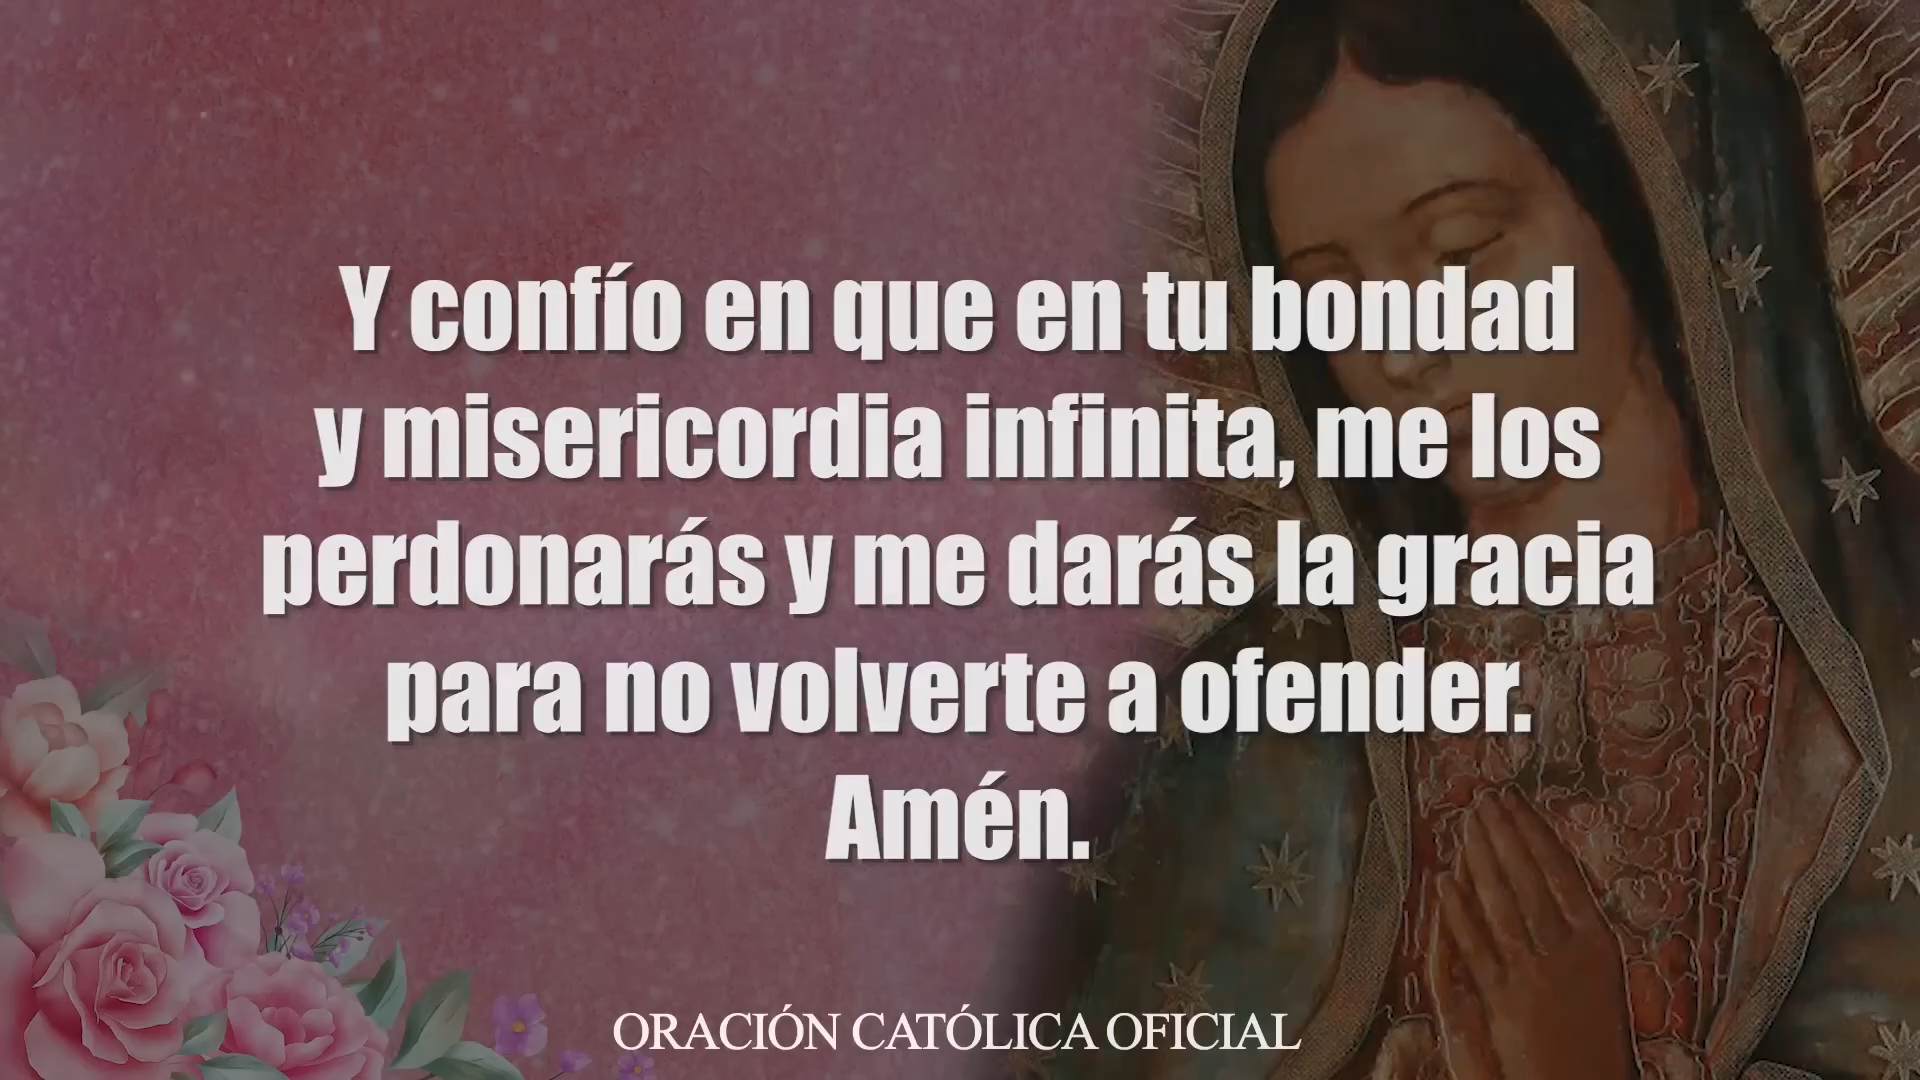 Y confío en que en tu bondad
y misericordia infinita, me los
perdonarás y me darás la gracia
para no volverte a ofender.
Amén.
ORACIÓN CATÓLICA OFICIAL